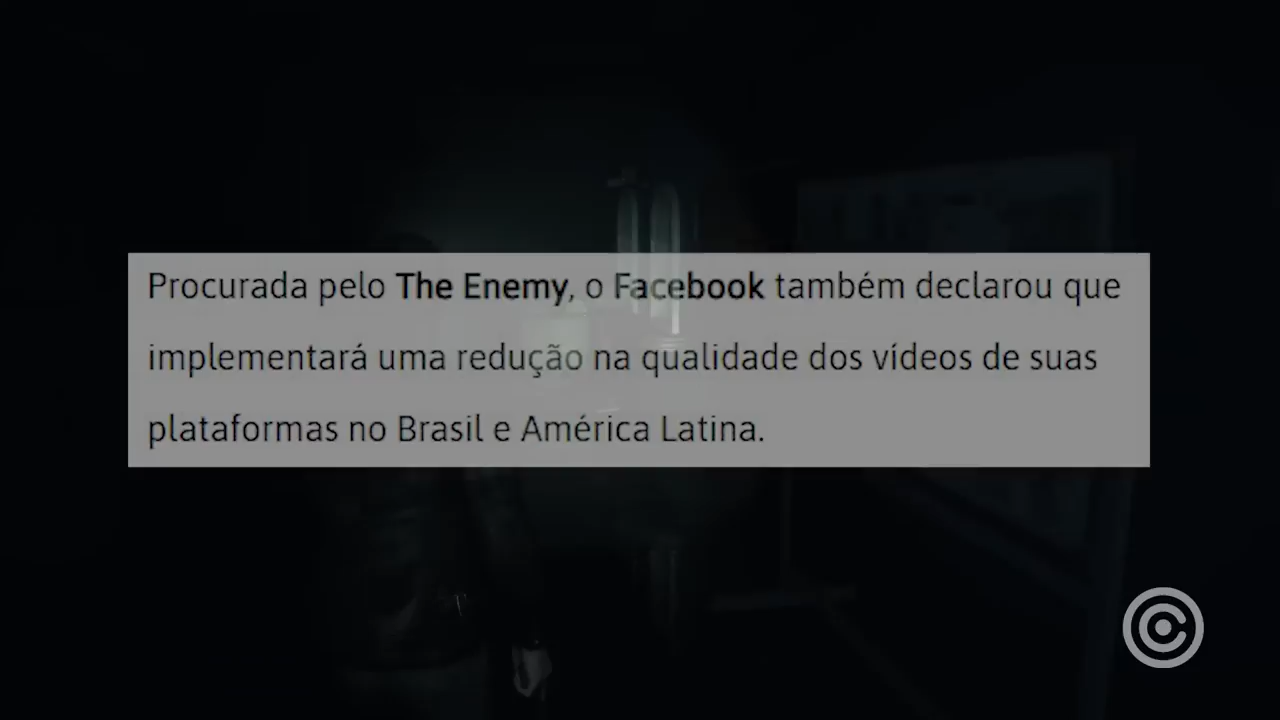 Procurada pelo The Enemy, o Facebook também declarou que
implementará uma redução na qualidade dos vídeos de suas
plataformas no Brasil e América Latina.